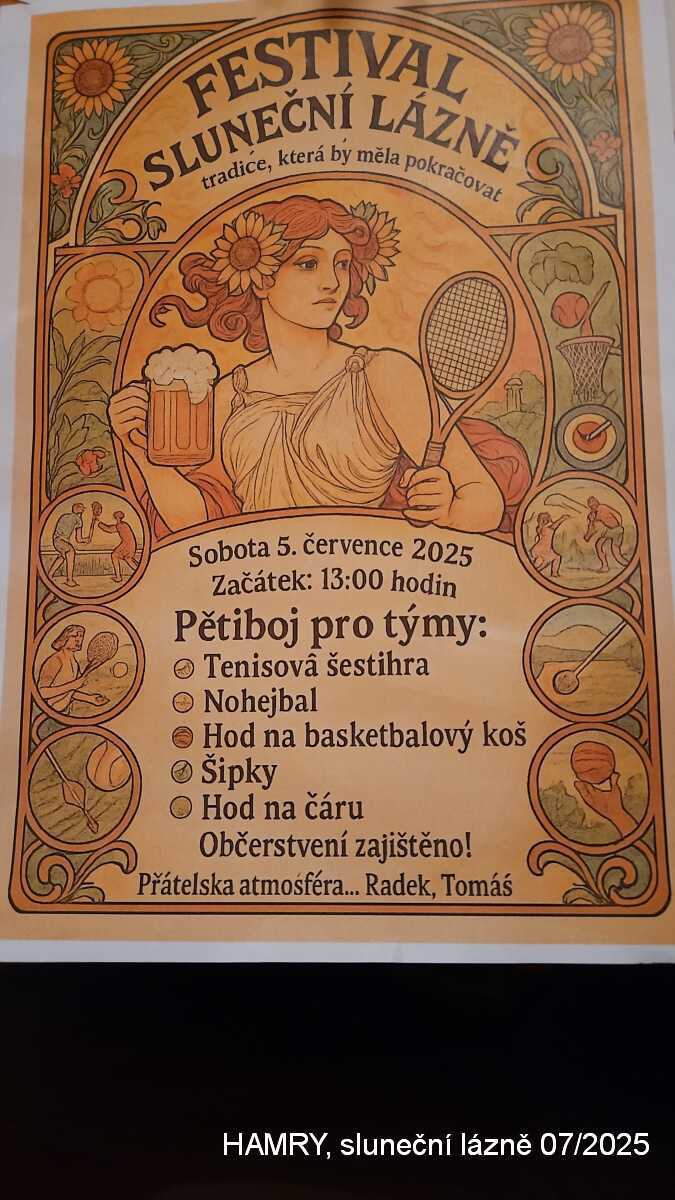 FESTIVAL
SLUNEČNÍ LÁZNĚ
tradice, která by měla pokračovat
Sobota 5. července 2025
Začátek: 13:00 hodin
Pětiboj pro týmy:
Tenisovâ šestihra
Nohejbal
Hod na basketbalový koš
Šipky
Hod na čáru
Občerstvení zajištěno!
Přátelska atmosféra... Radek, Tomáś
HAMRY, sluneční lázně 07/2025